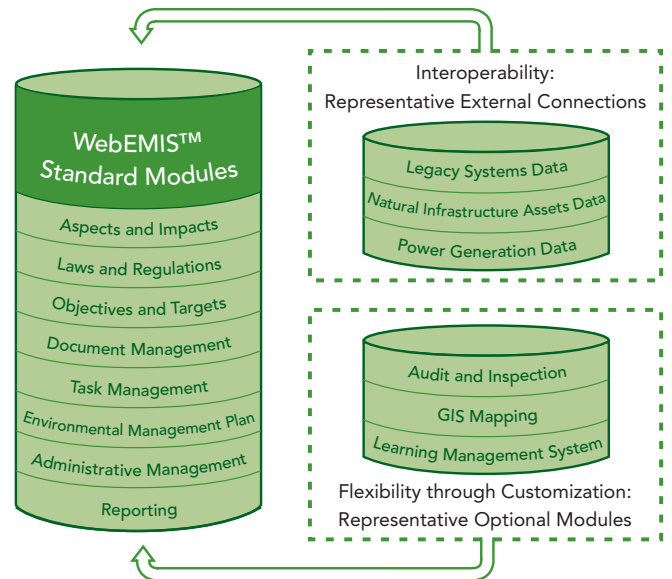 WebEMIS™
Standard Modules
Aspects and Impacts
Laws and Regulations
Objectives and Targets
Document Management
Task Management
Environmental Management Plan
Administrative Management
Reporting
Interoperability:
Representative External Connections
Legacy Systems Data
Natural Infrastructure Assets Data
Power Generation Data
Audit and Inspection
GIS Mapping
Learning Management System
Flexibility through Customization:
Representative Optional Modules